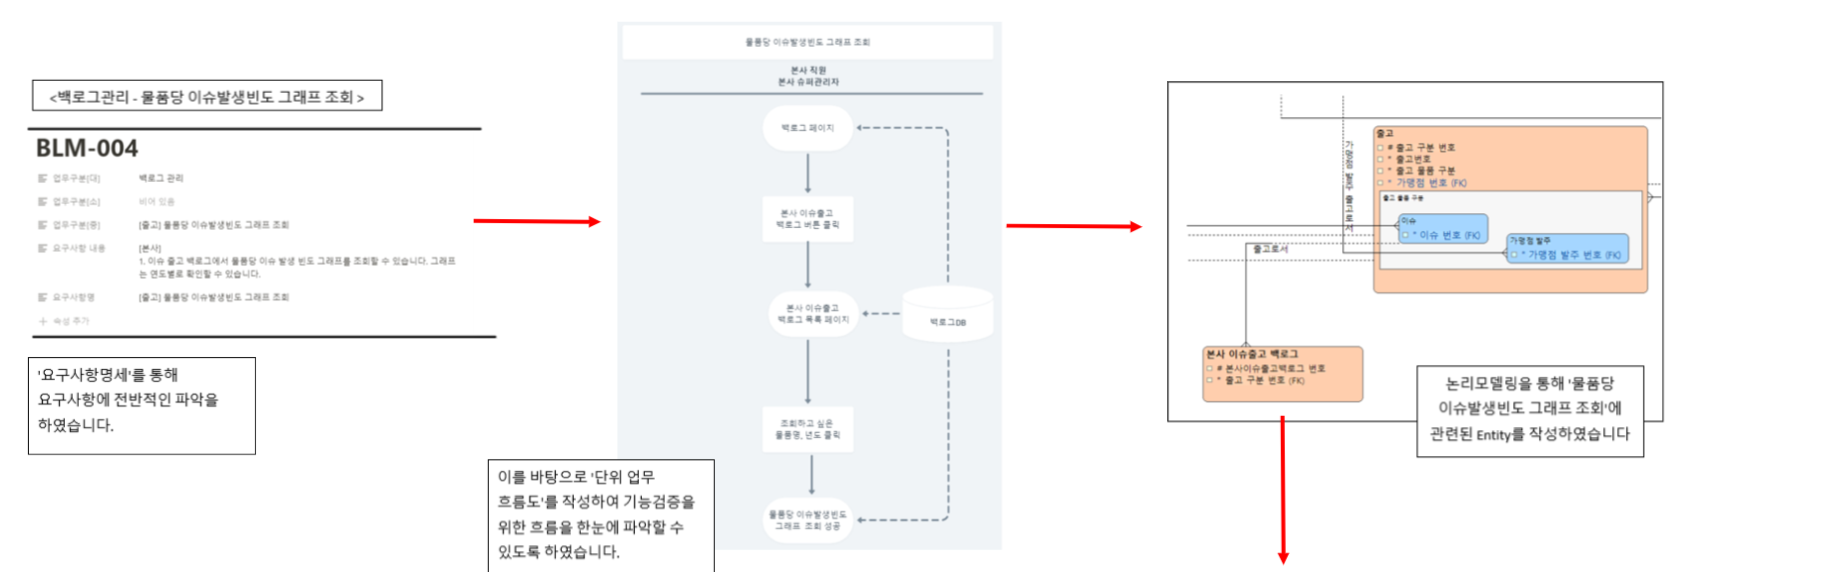 <백로그관리 - 물품당 이슈발생빈도 그래프 조회 >
BLM-004
업무구분[대] 백로그 관리
업무구분[소] 비어 있음
업무구분[중] [출고] 물품당 이슈발생빈도 그래프 조회
요구사항 내용 [본사]
1. 이슈 출고 백로그에서 물품당 이슈 발생 빈도 그래프를 조회할 수 있습니다. 그래프
는 연도별로 확인할 수 있습니다.
요구사항명 [출고] 물품당 이슈발생빈도 그래프 조회
+ 속성 추가
'요구사항명세'를 통해
요구사항에 전반적인 파악을
하였습니다.
물품당 이슈발생빈도 그래프 조회
본사 직원
본사 슈퍼관리자
백로그 페이지
본사 이슈출고
백로그 버튼 클릭
본사 이슈출고
백로그 목록 페이지
백로그DB
조회하고 싶은
물품명, 년도 클릭
물품당 이슈발생빈도
그래프 조회 성공
이를 바탕으로 '단위 업무
흐름도'를 작성하여 기능검증을
위한 흐름을 한눈에 파악할 수
있도록 하였습니다.
가맹점 발주 출고로서
출고
# 출고 구분 번호
* 출고번호
* 출고 물품 구분
* 가맹점 번호 (FK)
출고 물품 구분
이슈
* 이슈 번호 (FK)
가맹점 발주
* 가맹점 발주 번호 (FK)
출고로서
본사 이슈출고 백로그
# 본사이슈출고백로그 번호
* 출고 구분 번호 (FK)
논리모델링을 통해 '물품당
이슈발생빈도 그래프 조회'에
관련된 Entity를 작성하였습니다